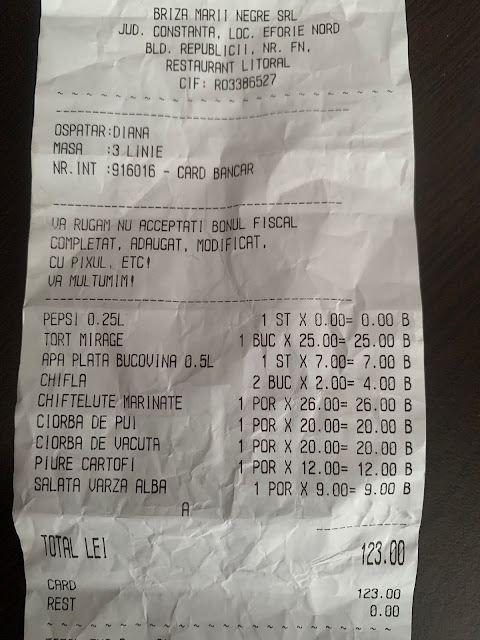 BRIZA MARII NEGRE SRL
JUD. CONSTANTA, LOC. EFORIE NORD
BLD. REPUBLICII, NR. FN,
RESTAURANT LITORAL
CIF: RO3386527
OSPATAR:DIANA
MASA :3 LINIE
NR.INT :916016 - CARD BANCAR
VA RUGAM NU ACCEPTATI BONUL FISCAL
COMPLETAT, ADAUGAT, MODIFICAT,
CU PIXUL, ETC!
VA MULTUMIM!
PEPSI 0.25L 1 ST X 0.00= 0.00 B
TORT MIRAGE 1 BUC X 25.00= 25.00 B
APA PLATA BUCOVINA 0.5L 1 ST X 7.00= 7.00 B
CHIFLA 2 BUC X 2.00= 4.00 B
CHIFTELUTE MARINATE 1 POR X 26.00= 26.00 B
CIORBA DE PUI 1 POR X 20.00= 20.00 B
CIORBA DE VACUTA 1 POR X 20.00= 20.00 B
PIURE CARTOFI 1 POR X 12.00= 12.00 B
SALATA VARZA ALBA 1 POR X 9.00= 9.00 B
A
TOTAL LEI 123.00
CARD 123.00
REST 0.00